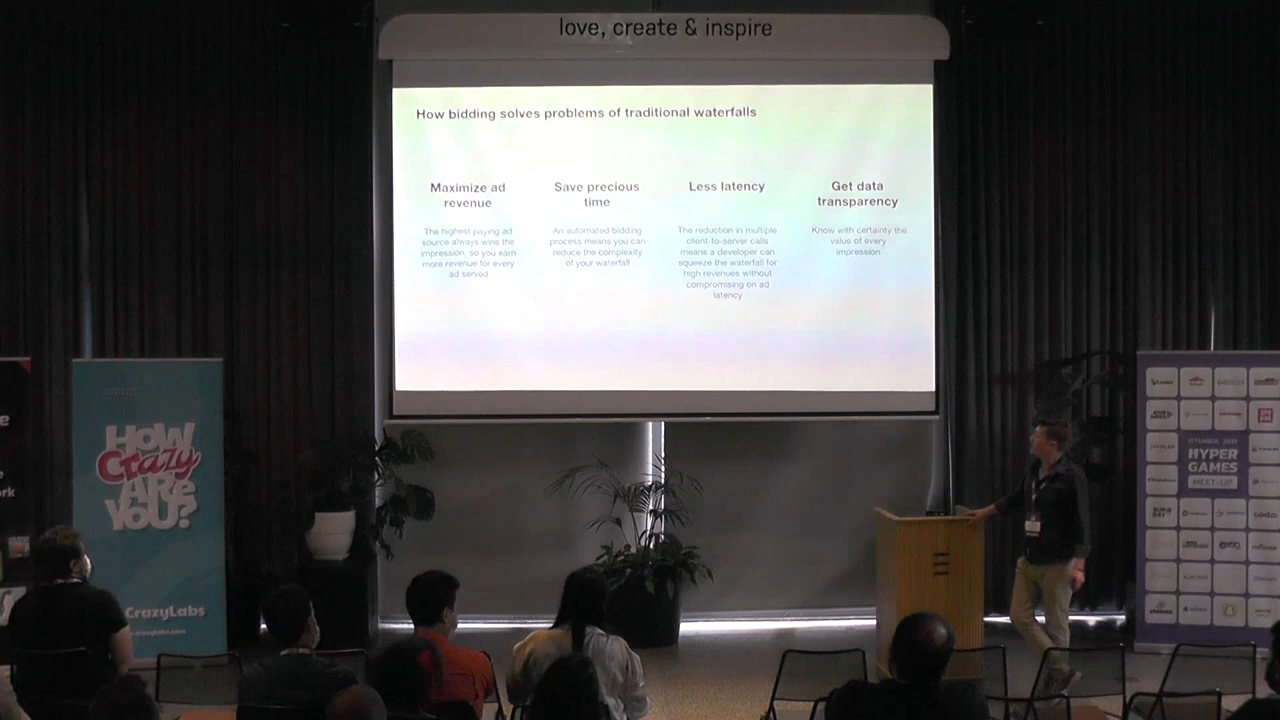 love, create & inspire
How bidding solves problems of traditional waterfalls
Maximize ad
revenue
The highest paying ad
source always wins the
impression, so you earn
more revenue for every
ad served
Save precious
time
An automated bidding
process means you can
reduce the complexity
of your waterfall
Less latency
The reduction in multiple
client-to-server calls
means a developer can
squeeze the waterfall for
high revenues without
compromising on ad
latency
Get data
transparency
Know with certainty the
value of every
impression
HOW
Crazy
ARE
YOU?
CrazyLabs
HYPER
GAMES
MEET-UP